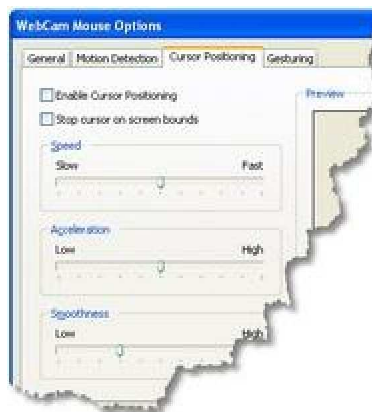 WebCam Mouse Options
General Motion Detection Cursor Positioning Gesturing
Enable Cursor Positioning
Preview
Stop cursor on screen bounds
Speed
Slow Fast
Acceleration
Low High
Smoothness
Low High